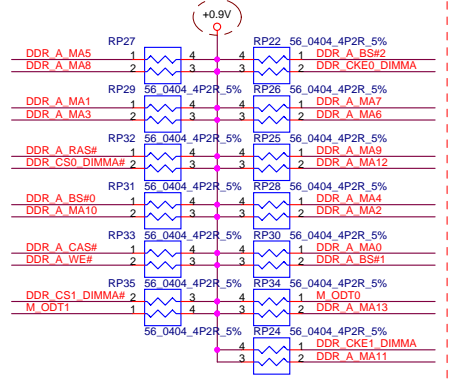 +0.9V
RP27 RP22 56_0404_4P2R_5%
DDR_A_MA5 1 4 4 1 DDR_A_BS#2
DDR_A_MA8 2 3 3 2 DDR_CKE0_DIMMA
RP29 56_0404_4P2R_5% RP26 56_0404_4P2R_5%
DDR_A_MA1 1 4 4 1 DDR_A_MA7
DDR_A_MA3 2 3 3 2 DDR_A_MA6
RP32 56_0404_4P2R_5% RP25 56_0404_4P2R_5%
DDR_A_RAS# 1 4 4 1 DDR_A_MA9
DDR_CS0_DIMMA# 2 3 3 2 DDR_A_MA12
RP31 56_0404_4P2R_5% RP28 56_0404_4P2R_5%
DDR_A_BS#0 1 4 4 1 DDR_A_MA4
DDR_A_MA10 2 3 3 2 DDR_A_MA2
RP33 56_0404_4P2R_5% RP30 56_0404_4P2R_5%
DDR_A_CAS# 1 4 4 1 DDR_A_MA0
DDR_A_WE# 2 3 3 2 DDR_A_BS#1
RP35 56_0404_4P2R_5% RP34 56_0404_4P2R_5%
DDR_CS1_DIMMA# 2 3 4 1 M_ODT0
M_ODT1 1 4 3 2 DDR_A_MA13
56_0404_4P2R_5% RP24 56_0404_4P2R_5%
4 1 DDR_CKE1_DIMMA
3 2 DDR_A_MA11